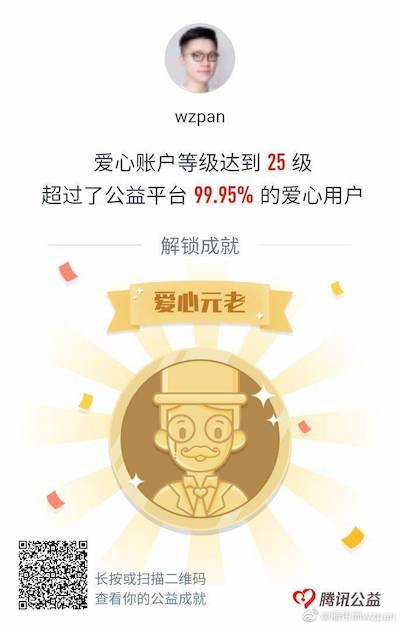 wzpan
爱心账户等级达到 25 级
超过了公益平台 99.95% 的爱心用户
解锁成就
爱心元老
长按或扫描二维码
查看你的公益成就
腾讯公益